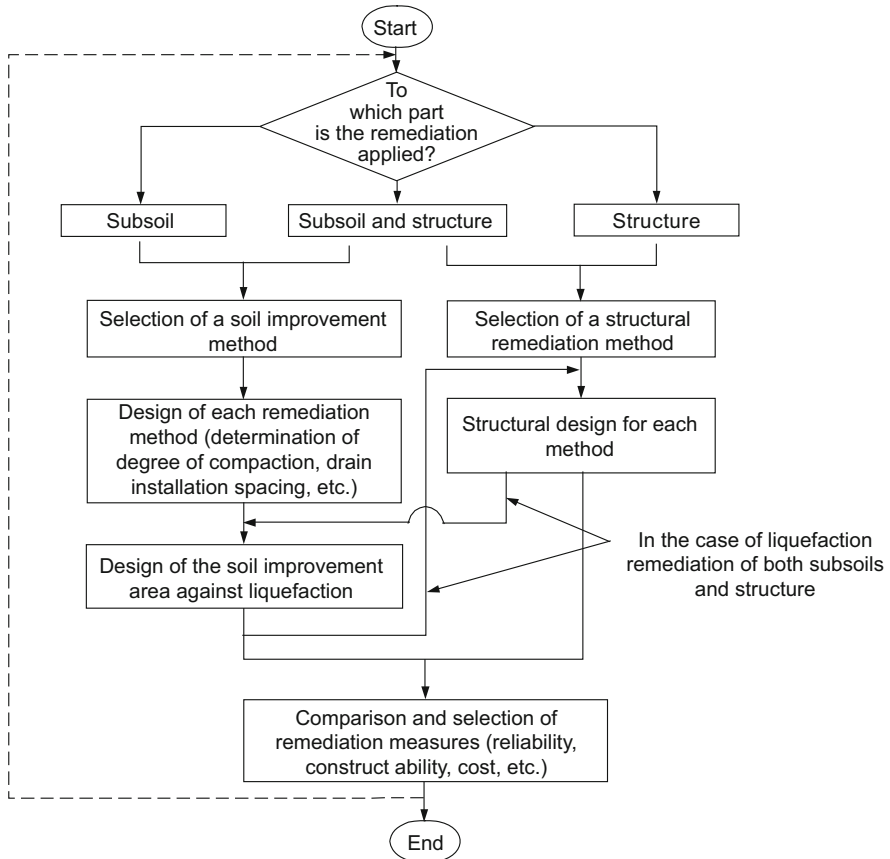 Start
To
which part
is the remediation
applied?
Subsoil
Subsoil and structure
Structure
Selection of a soil improvement
method
Selection of a structural
remediation method
Design of each remediation
method (determination of
degree of compaction, drain
installation spacing, etc.)
Structural design for each
method
Design of the soil improvement
area against liquefaction
In the case of liquefaction
remediation of both subsoils
and structure
Comparison and selection of
remediation measures (reliability,
construct ability, cost, etc.)
End